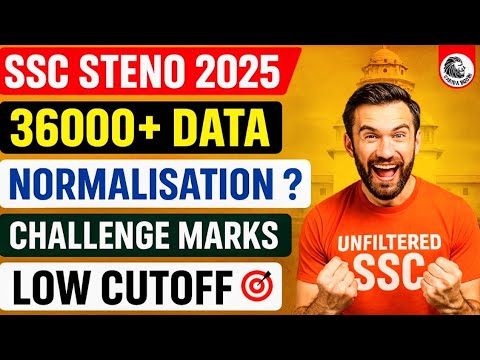 SSC STENO 2025
36000+ DATA
NORMALISATION ?
CHALLENGE MARKS
LOW CUTOFF
UNFILTERED
SSC